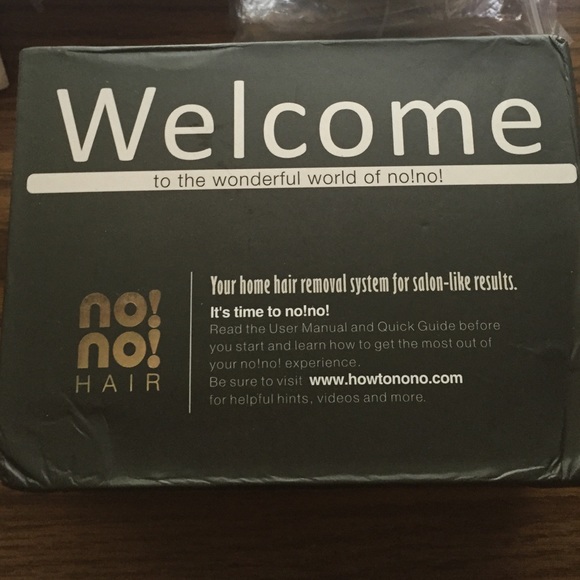 Welcome
to the wonderful world of no!no!
no!
no!
HAIR
Your home hair removal system for salon-like results.
It's time to no!no!
Read the User Manual and Quick Guide before
you start and learn how to get the most out of
your no!no! experience.
Be sure to visit www.howtonono.com
for helpful hints, videos and more.